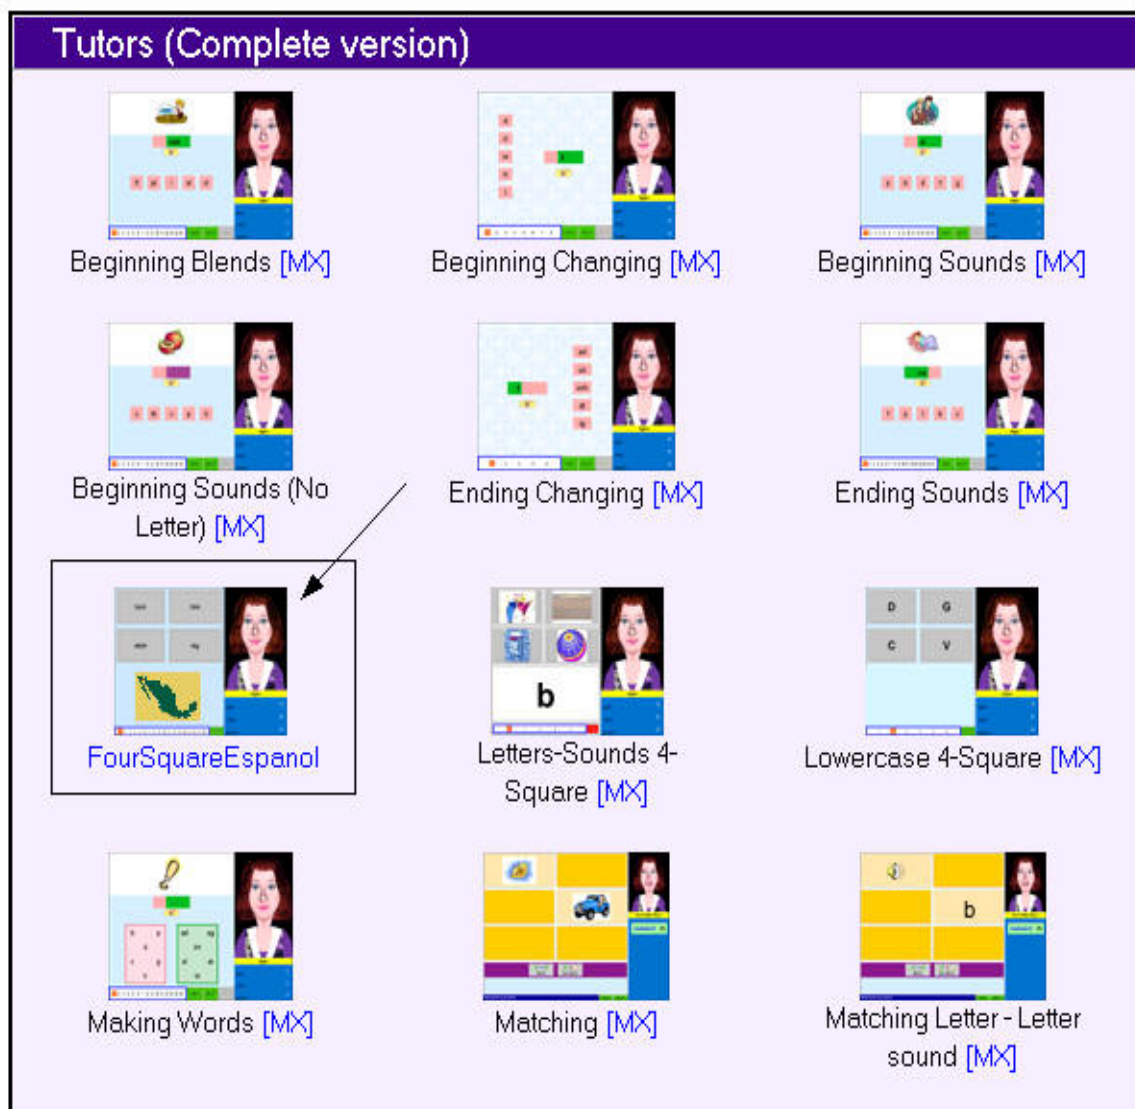 Tutors (Complete version)
Beginning Blends [MX]
Beginning Changing [MX]
Beginning Sounds [MX]
Beginning Sounds (No
Letter) [MX]
Ending Changing [MX]
Ending Sounds [MX]
D G
C V
b
FourSquareEspanol
Letters-Sounds 4-
Square [MX]
Lowercase 4-Square [MX]
b
Making Words [MX]
Matching [MX]
Matching Letter - Letter
sound [MX]